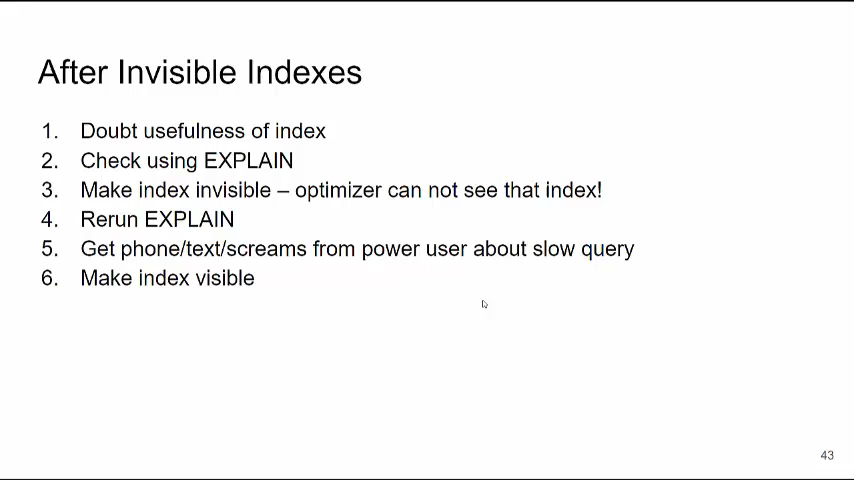 After Invisible Indexes
1. Doubt usefulness of index
2. Check using EXPLAIN
3. Make index invisible – optimizer can not see that index!
4. Rerun EXPLAIN
5. Get phone/text/screams from power user about slow query
6. Make index visible
43